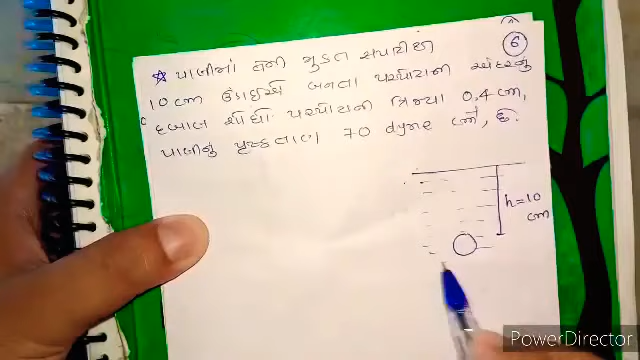 ☆ પાણીમાં તેની મુક્ત સપાટીથી
10 cm ઊંડાઈએ બનતા પરપોટાની અંદરનું
દબાણ શોધો પરપોટાની ત્રિજ્યા 0.4 cm,
પાણીનું પૃષ્ઠતાણ 70 dyne cm⁻¹, છે.
6
h = 10
cm
PowerDirector